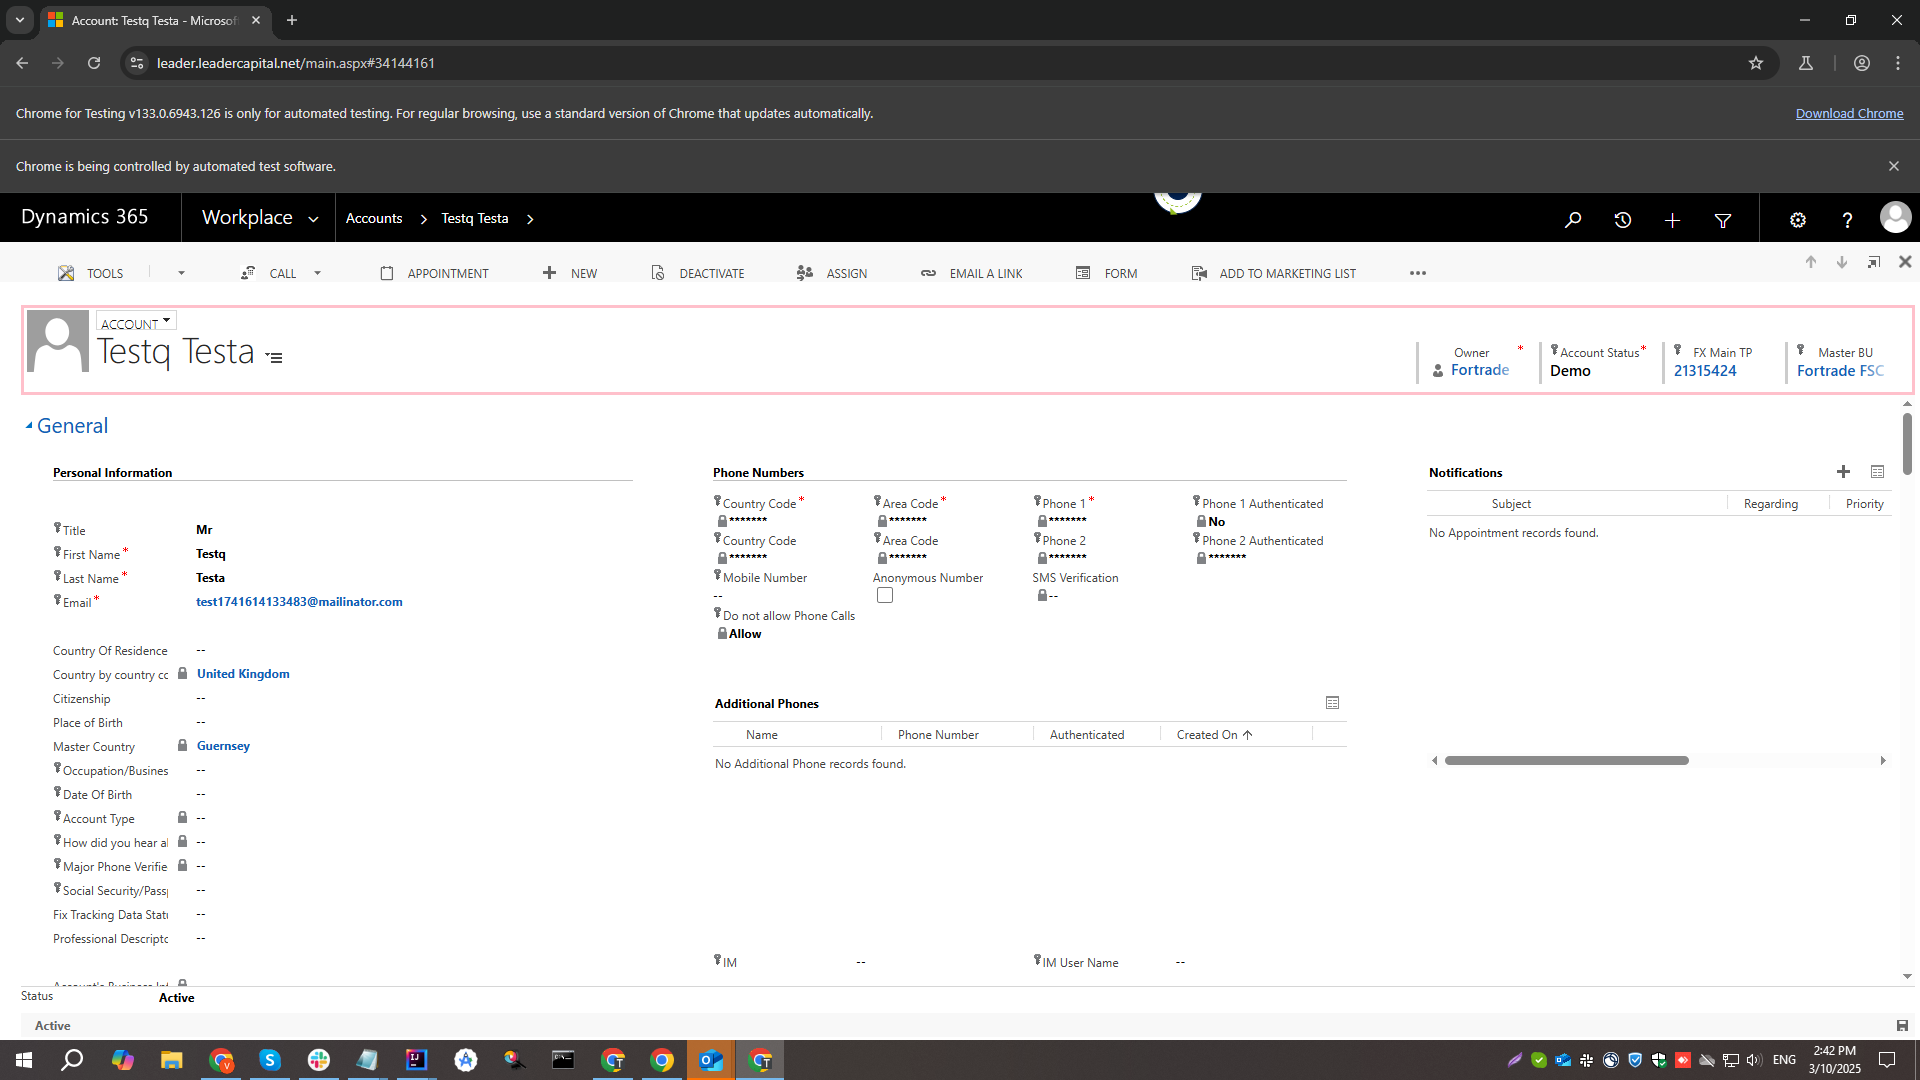 Account: Testq Testa - Microsoft
leader.leadercapital.net/main.aspx#34144161
Chrome for Testing v133.0.6943.126 is only for automated testing. For regular browsing, use a standard version of Chrome that updates automatically.
Download Chrome
Chrome is being controlled by automated test software.
Dynamics 365
Workplace
Accounts
Testq Testa
TOOLS
CALL
APPOINTMENT
NEW
DEACTIVATE
ASSIGN
EMAIL A LINK
FORM
ADD TO MARKETING LIST
ACCOUNT
Testq Testa
Owner *
Fortrade
Account Status *
Demo
FX Main TP
21315424
Master BU
Fortrade FSC
General
Personal Information
Title Mr
First Name * Testq
Last Name * Testa
Email * test1741614133483@mailinator.com
Country Of Residence --
Country by country cc United Kingdom
Citizenship --
Place of Birth --
Master Country Guernsey
Occupation/Busines --
Date Of Birth --
Account Type --
How did you hear al --
Major Phone Verifie --
Social Security/Passp --
Fix Tracking Data Statu --
Professional Descripto --
Phone Numbers
Country Code * Area Code * Phone 1 * Phone 1 Authenticated
******* ******* ******* No
Country Code Area Code Phone 2 Phone 2 Authenticated
******* ******* ******* *******
Mobile Number Anonymous Number SMS Verification
-- --
Do not allow Phone Calls
Allow
Additional Phones
Name Phone Number Authenticated Created On
No Additional Phone records found.
IM -- IM User Name --
Notifications
Subject Regarding Priority
No Appointment records found.
Status Active
Active
ENG
2:42 PM
3/10/2025